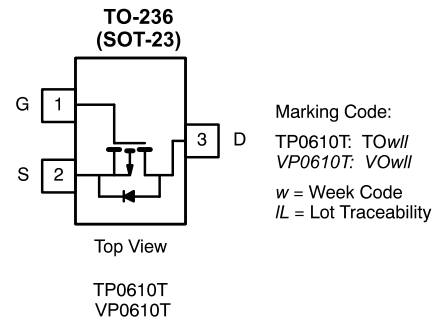 TO-236
(SOT-23)
G 1
3 D
S 2
Top View
TP0610T
VP0610T
Marking Code:
TP0610T: TOwll
VP0610T: VOwll
w = Week Code
lL = Lot Traceability